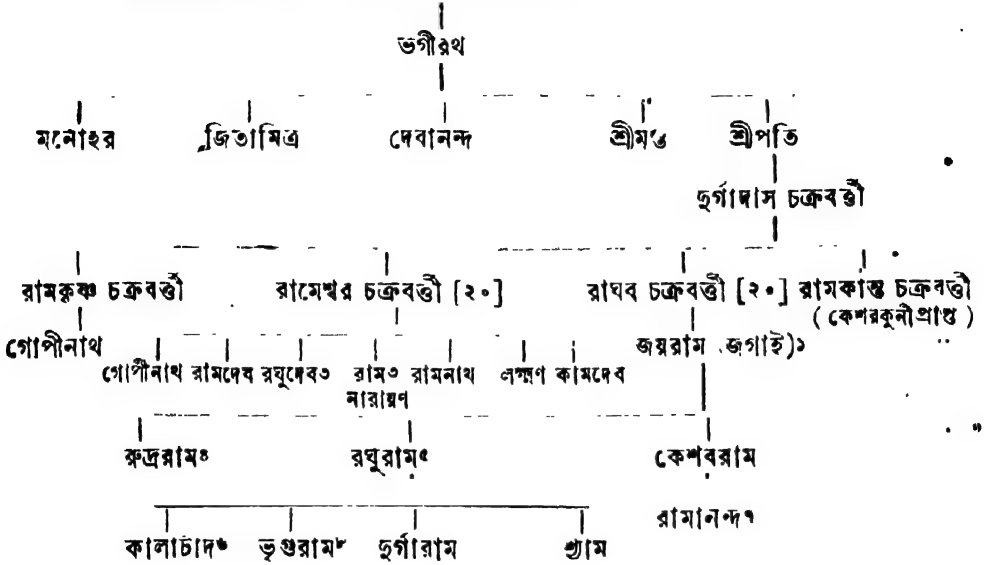 ভগীরথ
মনোহর জিতামিত্র দেবানন্দ শ্রীমন্ত শ্রীপতি
দুর্গাদাস চক্রবর্ত্তী
রামকৃষ্ণ চক্রবর্ত্তী রামেশ্বর চক্রবর্ত্তী [২০] রাঘব চক্রবর্ত্তী [২০] রামকান্ত চক্রবর্ত্তী
(কেশরকুনীপ্রাপ্ত)
গোপীনাথ জয়রাম জগাই)১
গোপীনাথ রামদেব রঘুদেব৩ রাম৩ রামনাথ লক্ষ্মণ কামদেব
নারায়ণ
রুদ্ররাম৪ রঘুরাম৫ কেশবরাম
রামানন্দ৭
কালাচাঁদ৬ ভৃগুরাম৮ দুর্গারাম শ্যাম